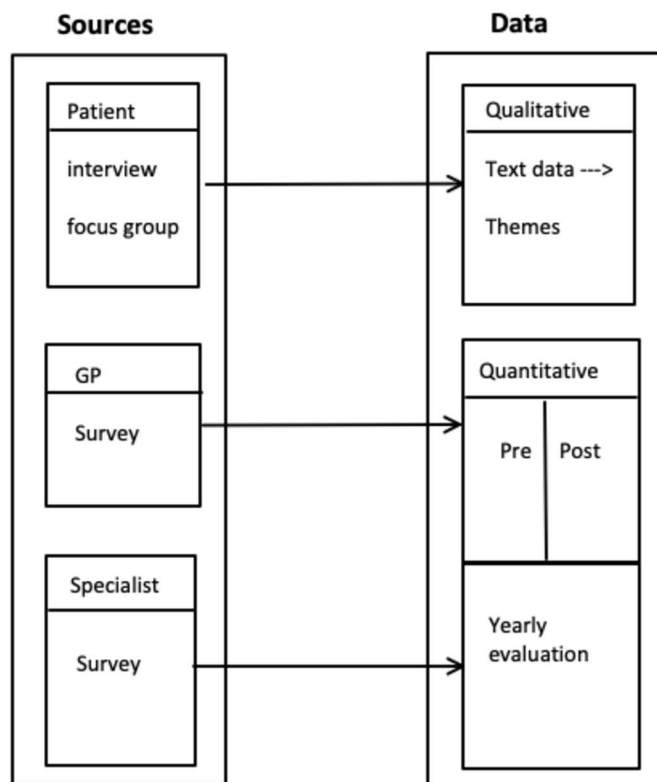 Sources
Data
Patient
interview
focus group
Qualitative
Text data --->
Themes
GP
Survey
Quantitative
Pre
Post
Specialist
Survey
Yearly
evaluation